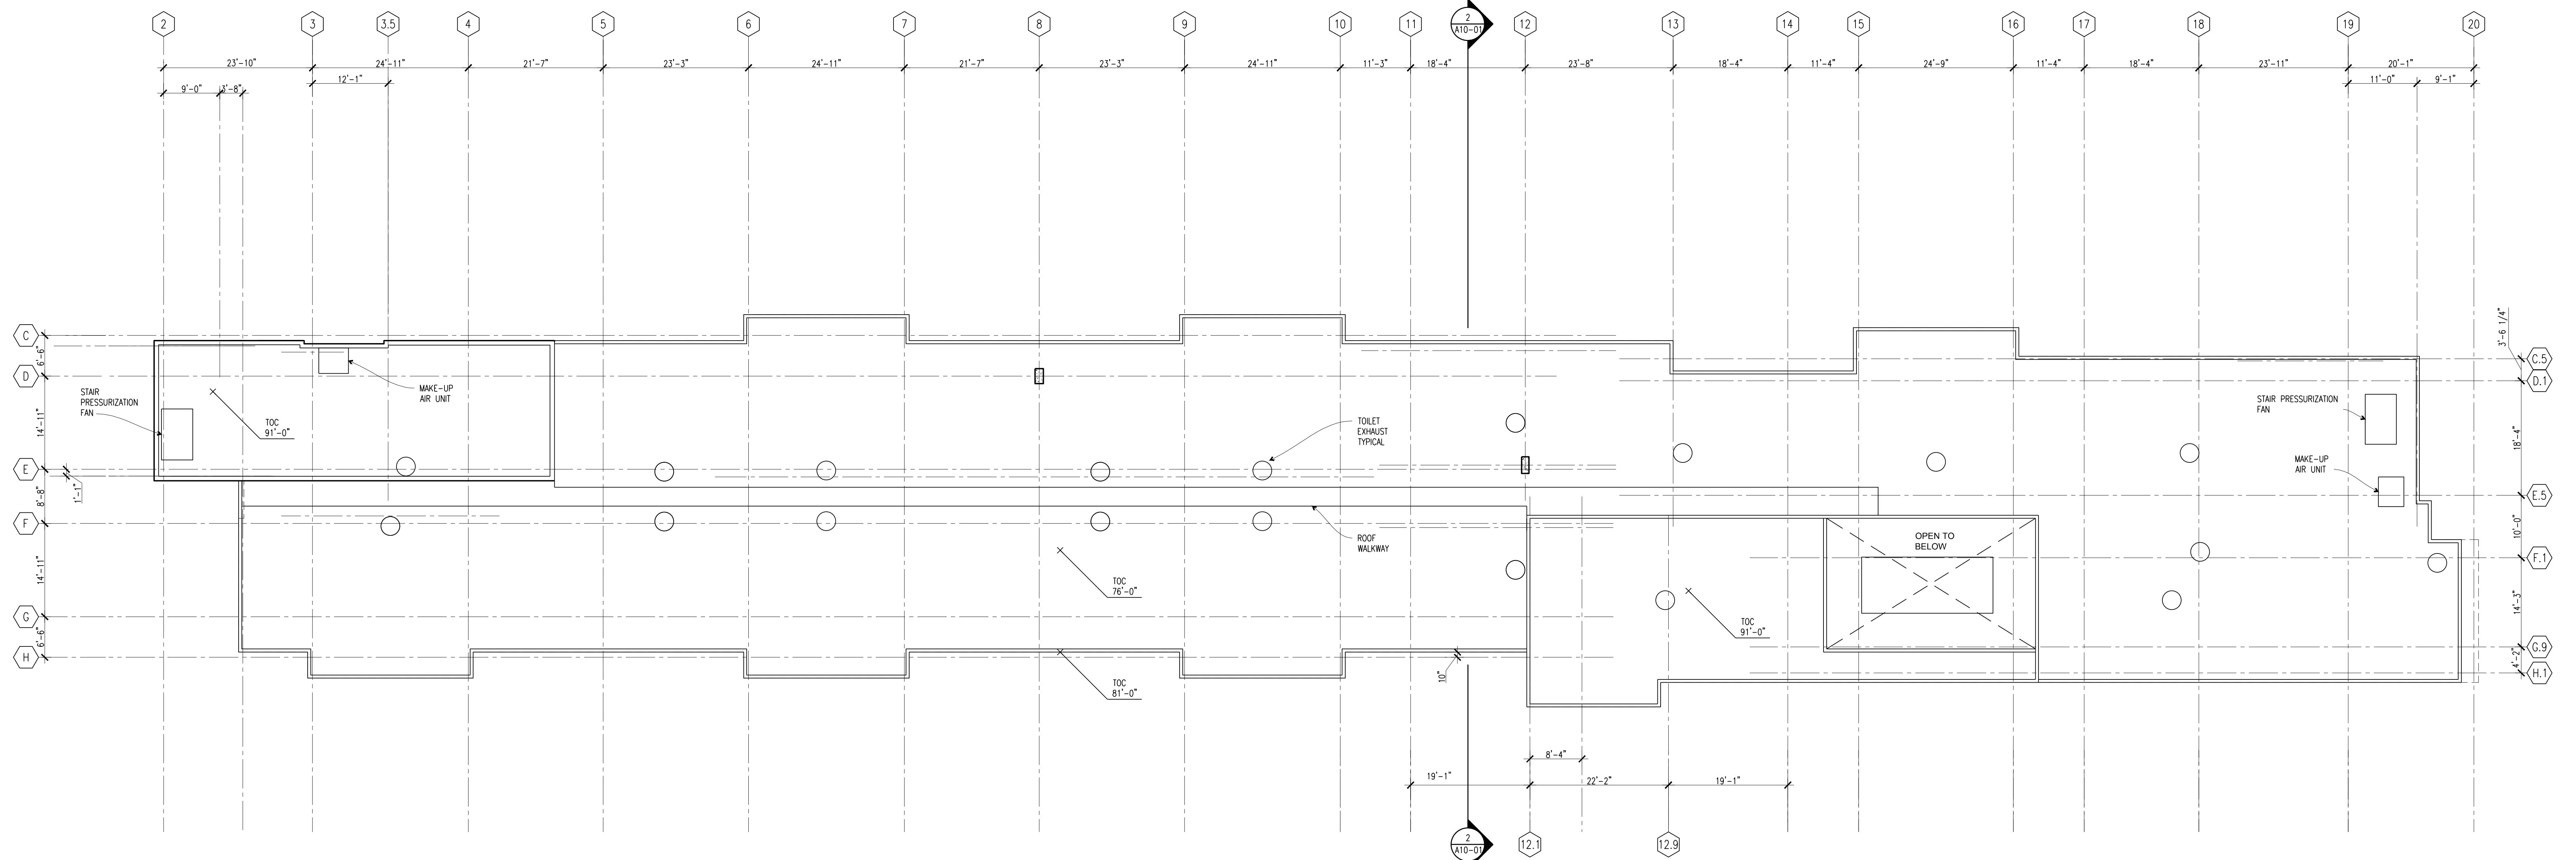 2
3
3.5
4
5
6
7
8
9
10
11
2
A10-01
12
13
14
15
16
17
18
19
20
23'-10"
24'-11"
21'-7"
23'-3"
24'-11"
21'-7"
23'-3"
24'-11"
11'-3"
18'-4"
23'-8"
18'-4"
11'-4"
24'-9"
11'-4"
18'-4"
23'-11"
20'-1"
12'-1"
11'-0"
9'-1"
9'-0"
3'-8"
3'-6 1/4"
C
6'-6"
D
14'-11"
E
1'-1"
8'-8"
F
14'-11"
G
6'-6"
H
STAIR
PRESSURIZATION
FAN
TOC
91'-0"
MAKE-UP
AIR UNIT
TOILET
EXHAUST
TYPICAL
ROOF
WALKWAY
TOC
76'-0"
TOC
81'-0"
10"
TOC
91'-0"
OPEN TO
BELOW
STAIR PRESSURIZATION
FAN
MAKE-UP
AIR UNIT
C.5
D.1
18'-4"
E.5
10'-0"
F.1
14'-3"
G.9
4'-2"
H.1
8'-4"
19'-1"
22'-2"
19'-1"
2
A10-01
12.1
12.9